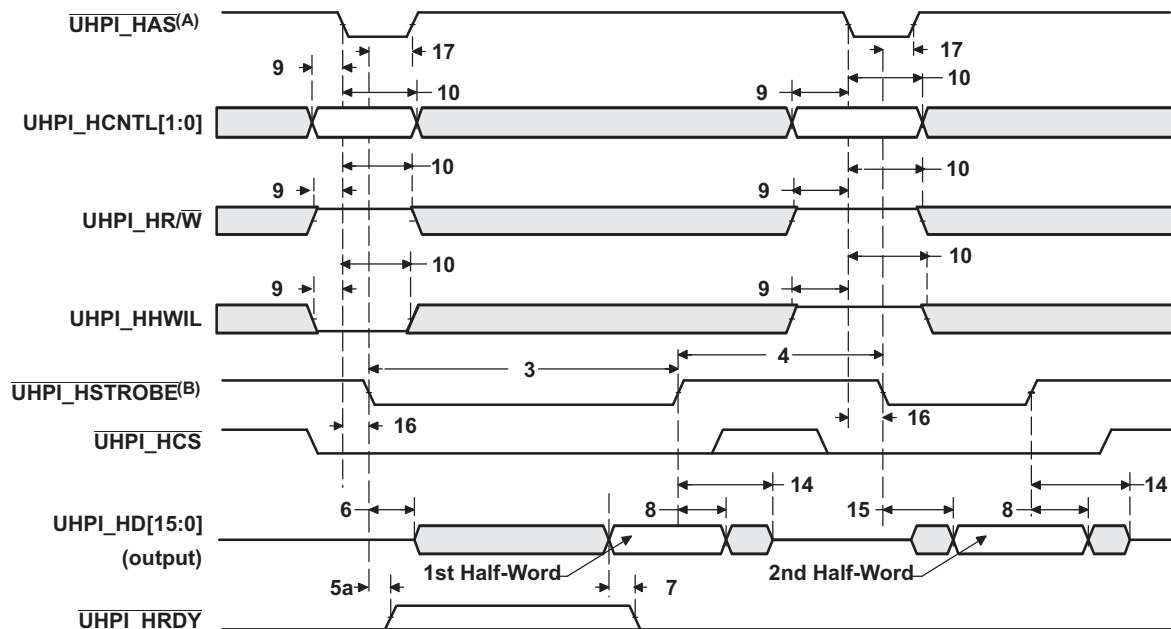 UHPI_HAS(A)
17
17
9
10
9
10
UHPI_HCNTL[1:0]
10
10
9
9
UHPI_HR/W
10
10
9
9
UHPI_HHWIL
3
4
UHPI_HSTROBE(B)
16
16
UHPI_HCS
14
14
6
8
15
8
UHPI_HD[15:0]
(output)
1st Half-Word
2nd Half-Word
5a
7
UHPI_HRDY